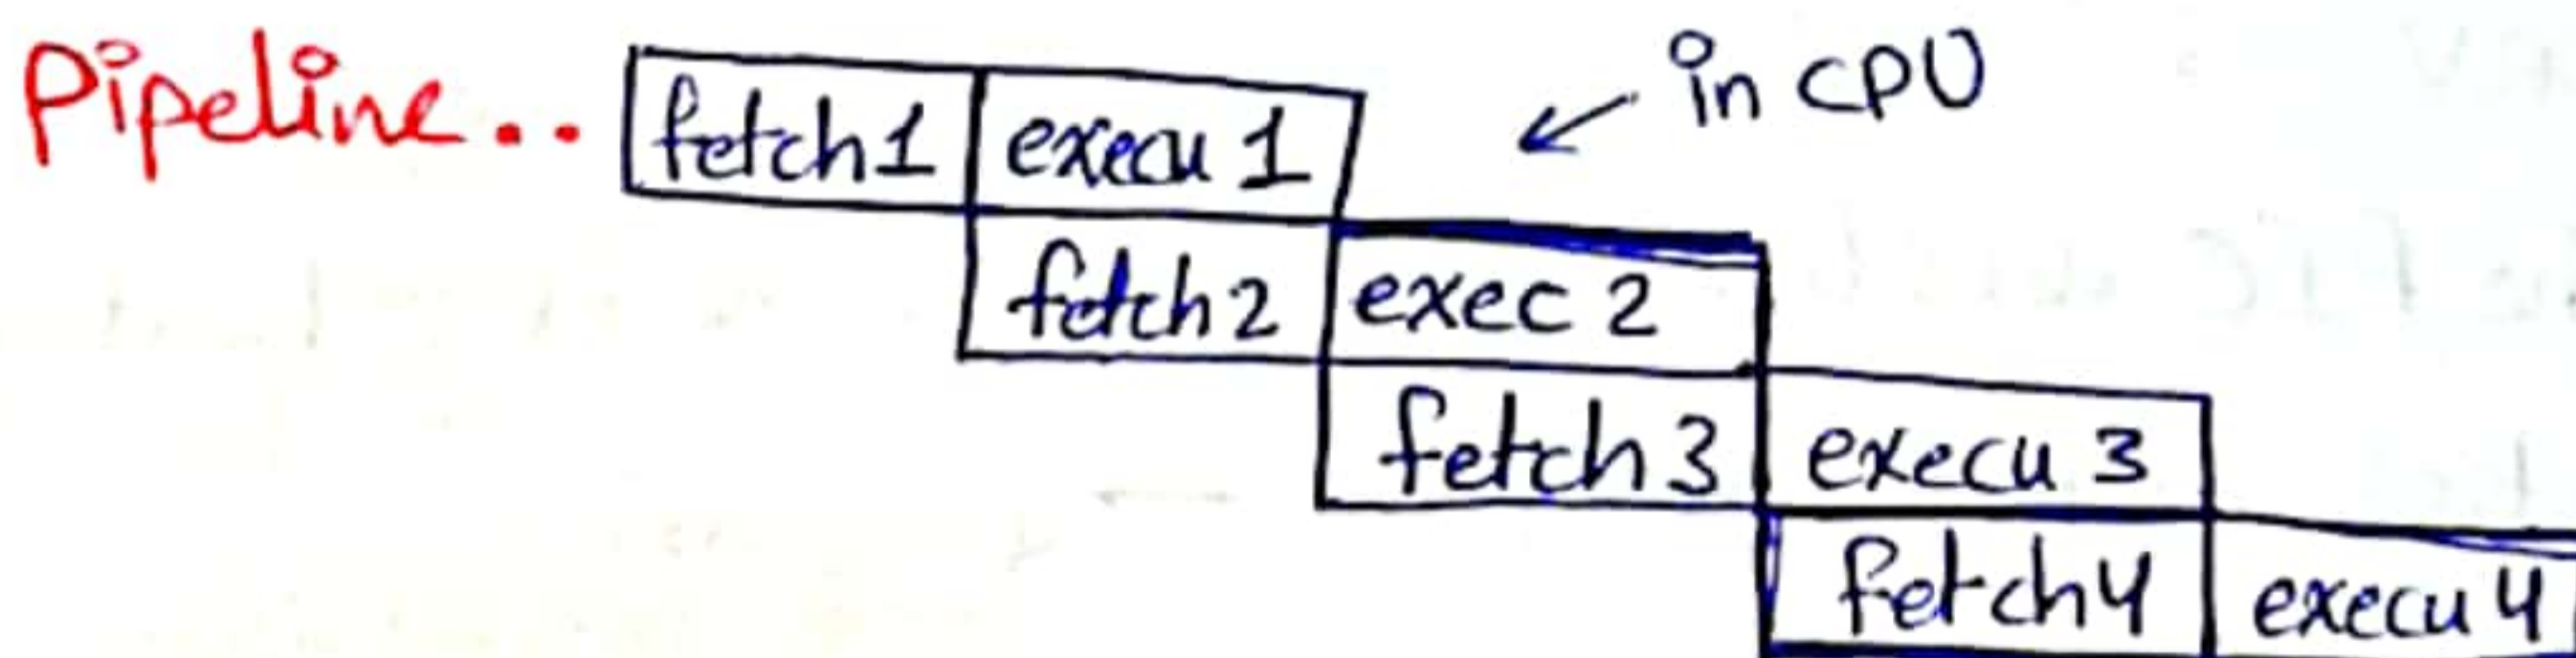 Pipeline.. fetch1 execu 1 ← in CPU
fetch2 exec 2
fetch3 execu 3
fetch4 execu 4